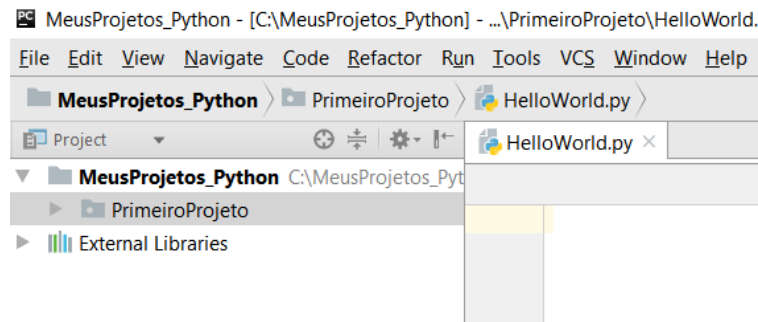 PC MeusProjetos_Python - [C:\MeusProjetos_Python] - ...\PrimeiroProjeto\HelloWorld.
File Edit View Navigate Code Refactor Run Tools VCS Window Help
MeusProjetos_Python PrimeiroProjeto HelloWorld.py
Project HelloWorld.py
MeusProjetos_Python C:\MeusProjetos_Pyt
PrimeiroProjeto
External Libraries